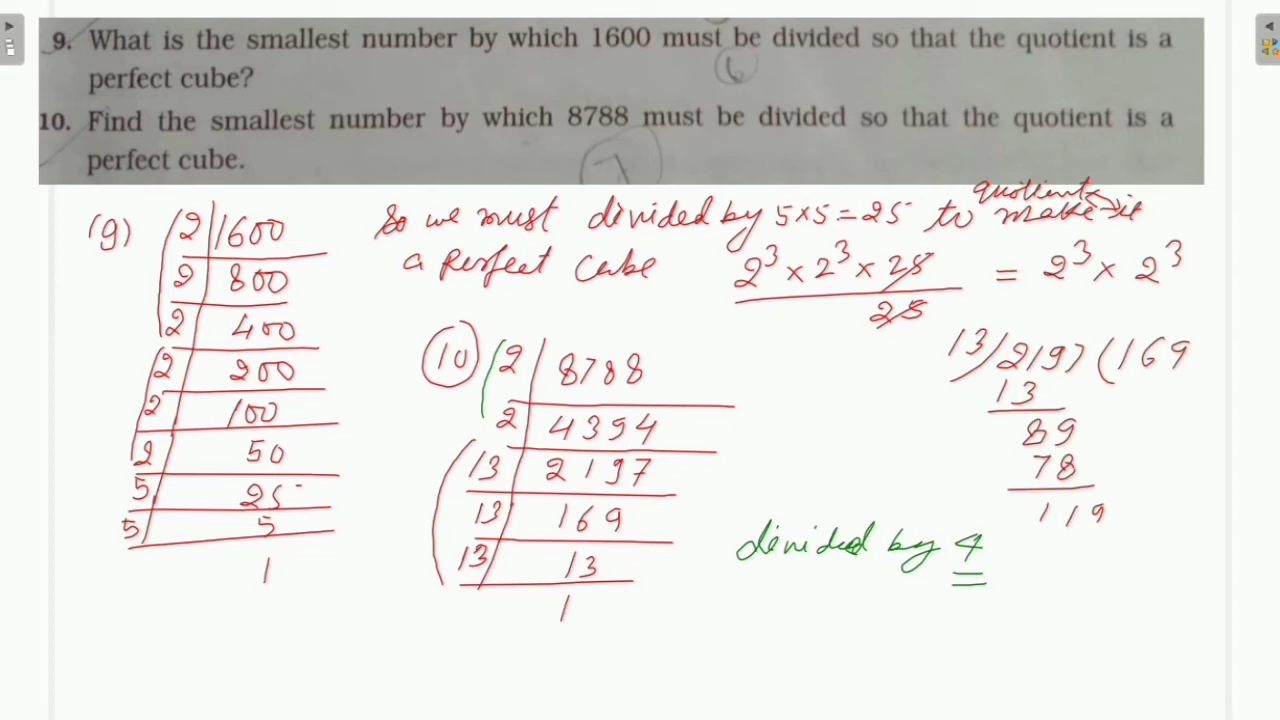 9. What is the smallest number by which 1600 must be divided so that the quotient is a
perfect cube?
(6)
10. Find the smallest number by which 8788 must be divided so that the quotient is a
perfect cube.
(7)
(9)
2 1600
2 800
2 400
2 200
2 100
2 50
5 25
5 5
1
quotient
So we must divided by 5×5=25 to make it
a Perfect Cube
2³ × 2³ × 25
25
= 2³ × 2³
(10)
2 8788
2 4394
13 2197
13 169
13 13
1
13)2197(169
13
89
78
119
divided by 4